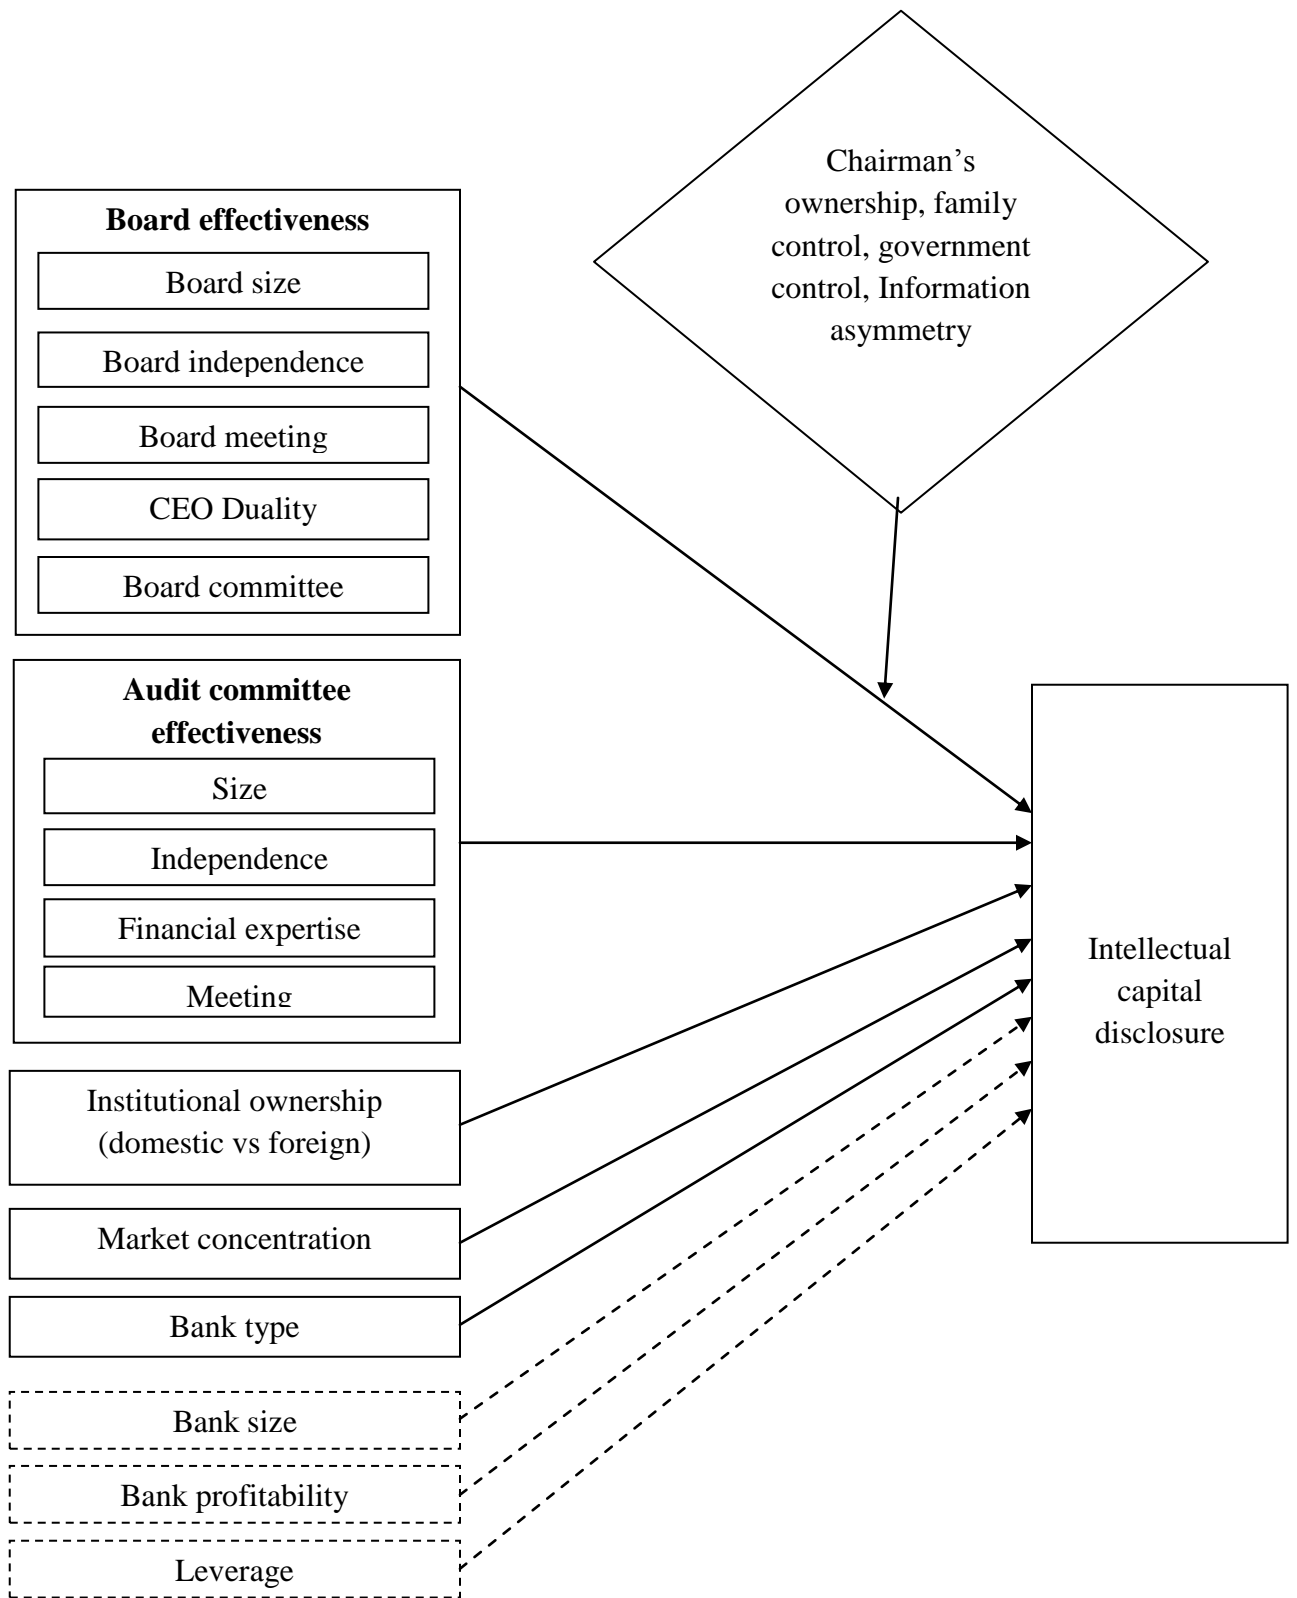 Chairman’s
ownership, family
control, government
control, Information
asymmetry
Board effectiveness
Board size
Board independence
Board meeting
CEO Duality
Board committee
Audit committee
effectiveness
Size
Independence
Financial expertise
Meeting
Institutional ownership
(domestic vs foreign)
Market concentration
Bank type
Bank size
Bank profitability
Leverage
Intellectual
capital
disclosure